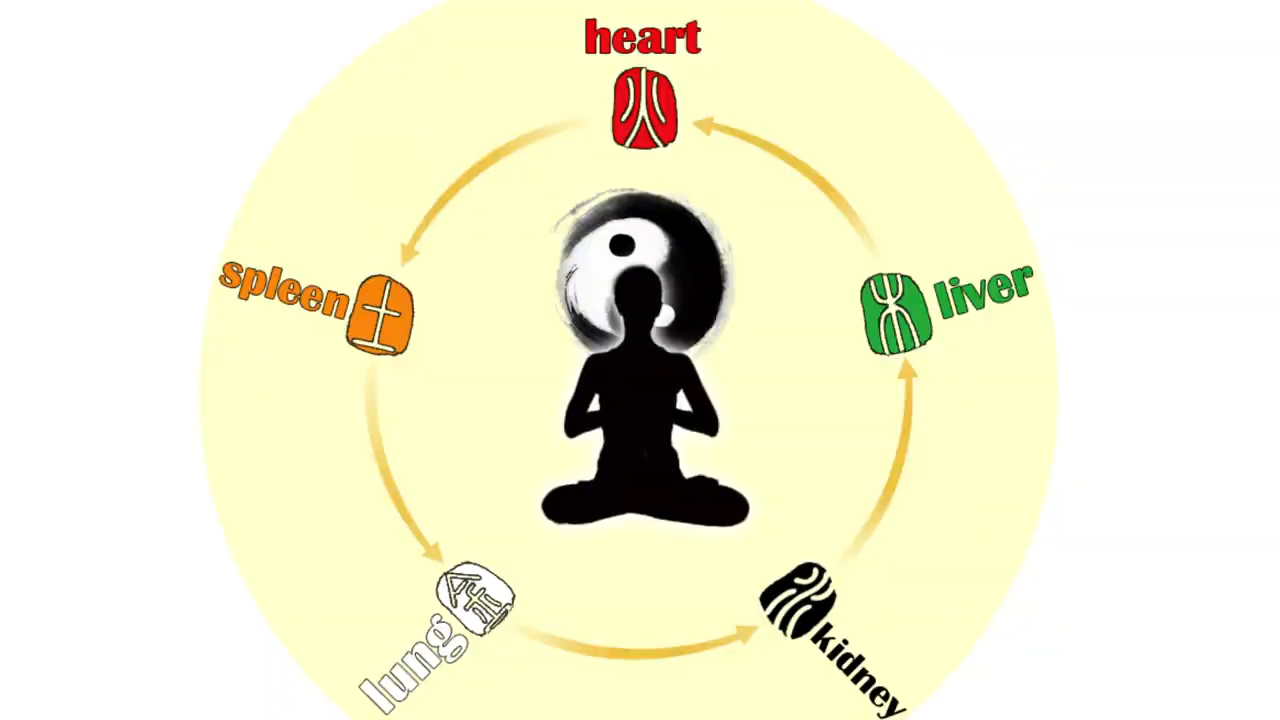 heart
火
spleen
土
木
liver
金
lung
水
kidney